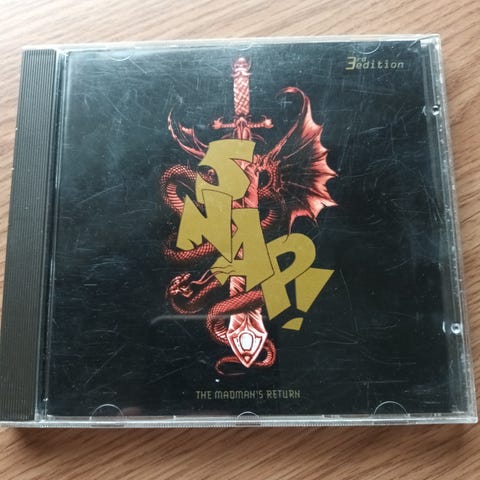 3rd edition
SNAP!
THE MADMAN'S RETURN